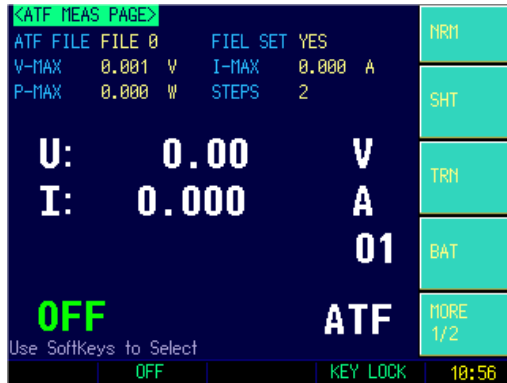 <ATF MEAS PAGE>
ATF FILE FILE 0 FIEL SET YES
V-MAX 0.001 V I-MAX 0.000 A
P-MAX 0.000 W STEPS 2
U: 0.00 V
I: 0.000 A
01
OFF ATF
Use SoftKeys to Select
OFF KEY LOCK 10:56
NRM
SHT
TRN
BAT
MORE
1/2